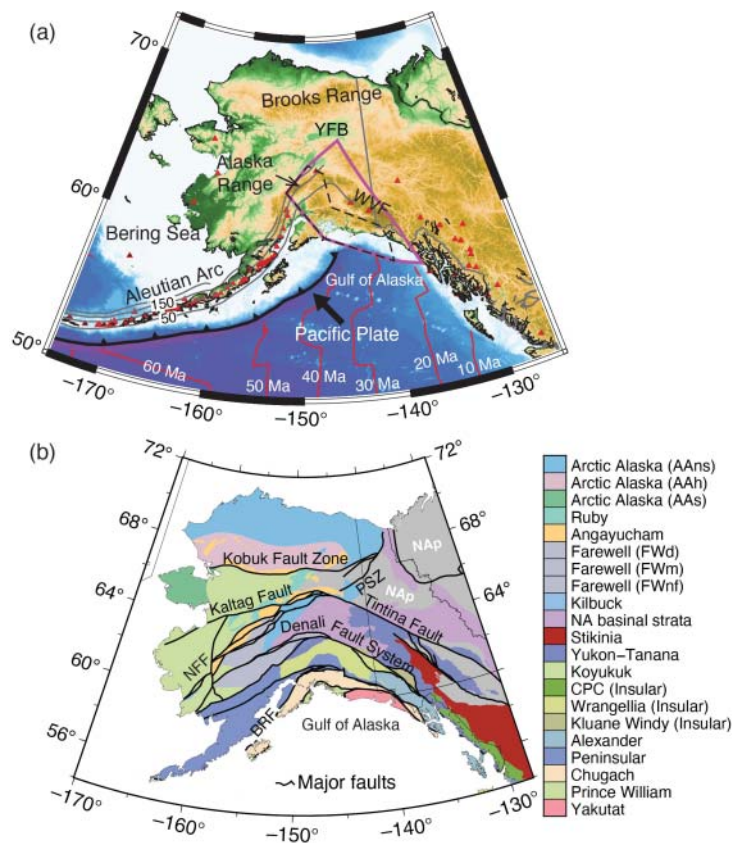 (a)
70°
60°
50°
Brooks Range
YFB
Alaska
Range
WVF
Bering Sea
Aleutian Arc
150
50
Gulf of Alaska
Pacific Plate
60 Ma
50 Ma
40 Ma
30 Ma
20 Ma
10 Ma
−170°
−160°
−150°
−140°
−130°
(b)
72°
72°
68°
68°
64°
64°
60°
60°
56°
56°
Kobuk Fault Zone
Kaltag Fault
PSZ
NAp
NAp
Tintina Fault
Denali Fault System
NFF
BRF
Gulf of Alaska
Major faults
−170°
−160°
−150°
−140°
−130°
Arctic Alaska (AAns)
Arctic Alaska (AAh)
Arctic Alaska (AAs)
Ruby
Angayucham
Farewell (FWd)
Farewell (FWm)
Farewell (FWnf)
Kilbuck
NA basinal strata
Stikinia
Yukon−Tanana
Koyukuk
CPC (Insular)
Wrangellia (Insular)
Kluane Windy (Insular)
Alexander
Peninsular
Chugach
Prince William
Yakutat